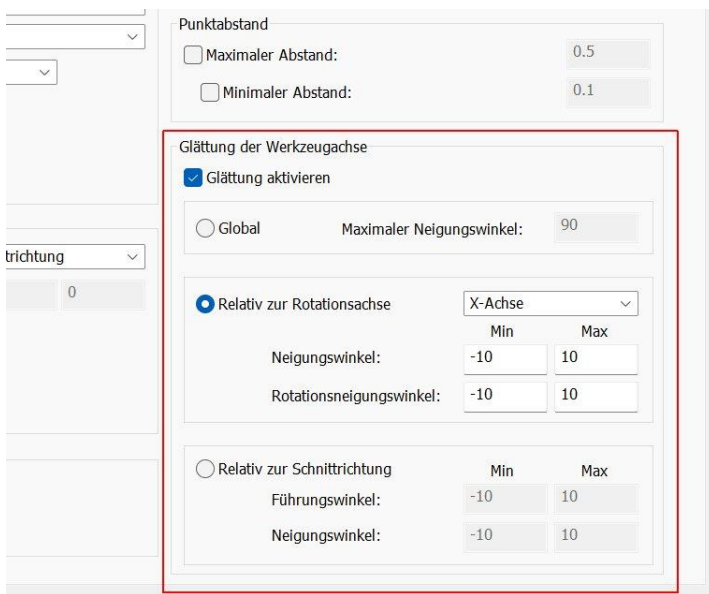 Punktabstand
Maximaler Abstand: 0.5
Minimaler Abstand: 0.1
Glättung der Werkzeugachse
Glättung aktivieren
Global Maximaler Neigungswinkel: 90
trichtung
0
Relativ zur Rotationsachse X-Achse
Min Max
Neigungswinkel: -10 10
Rotationsneigungswinkel: -10 10
Relativ zur Schnittrichtung Min Max
Führungswinkel: -10 10
Neigungswinkel: -10 10